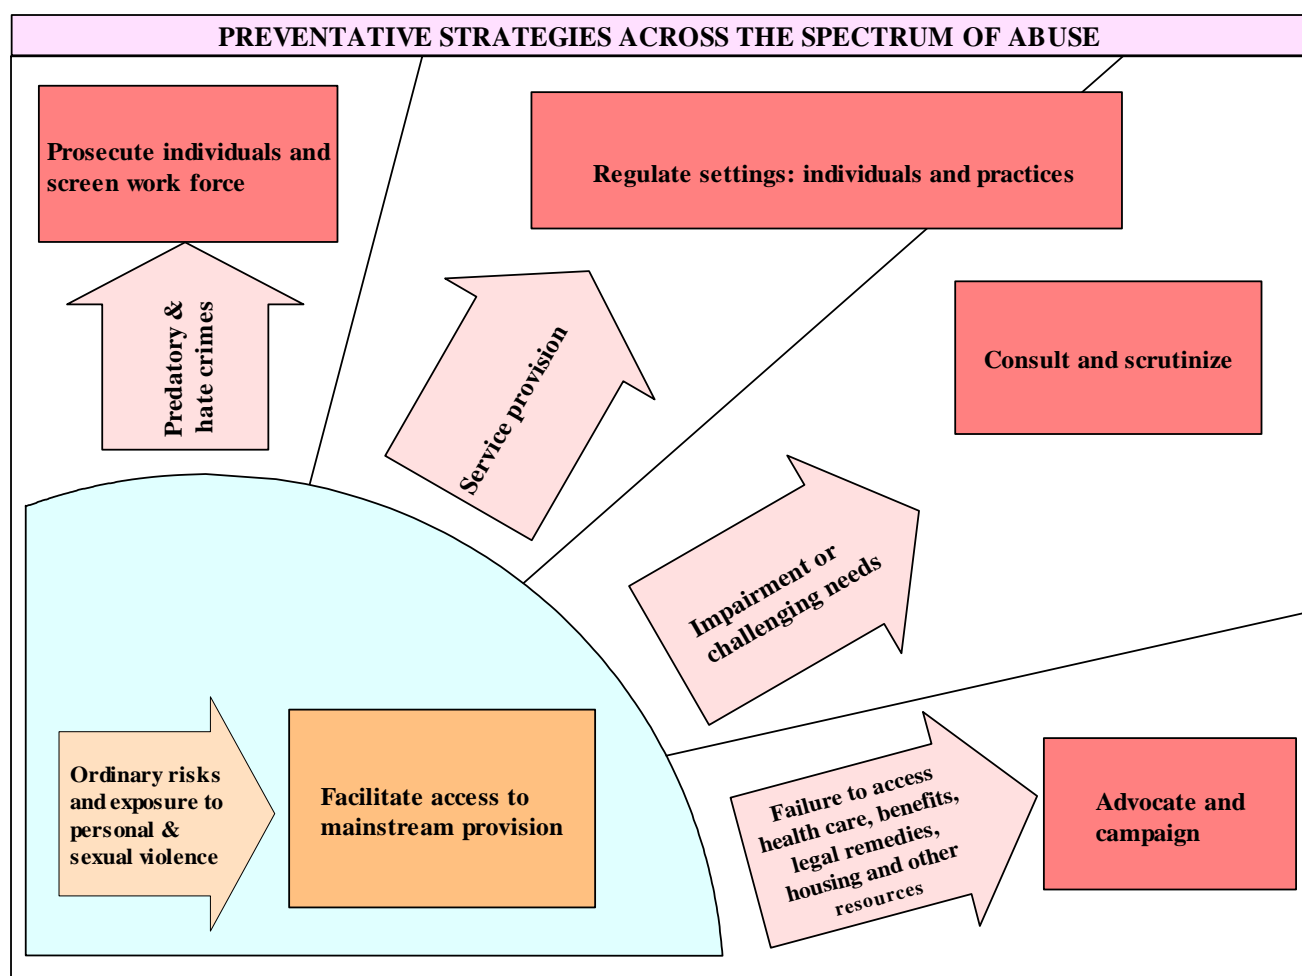 PREVENTATIVE STRATEGIES ACROSS THE SPECTRUM OF ABUSE
Prosecute individuals and
screen work force
Regulate settings: individuals and practices
Predatory &
hate crimes
Service provision
Consult and scrutinize
Impairment or
challenging needs
Ordinary risks
and exposure to
personal &
sexual violence
Facilitate access to
mainstream provision
Failure to access
health care, benefits,
legal remedies,
housing and other
resources
Advocate and
campaign